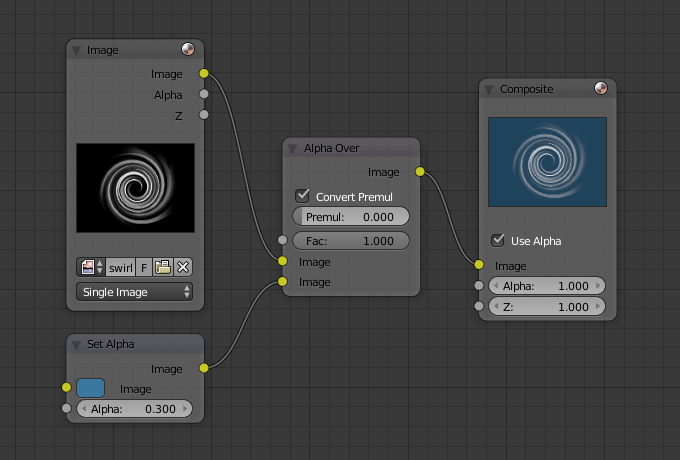 Image
Image
Alpha
Z
swirl F
Single Image
Set Alpha
Image
Image
Alpha: 0.300
Alpha Over
Image
Convert Premul
Premul: 0.000
Fac: 1.000
Image
Image
Composite
Use Alpha
Image
Alpha: 1.000
Z: 1.000